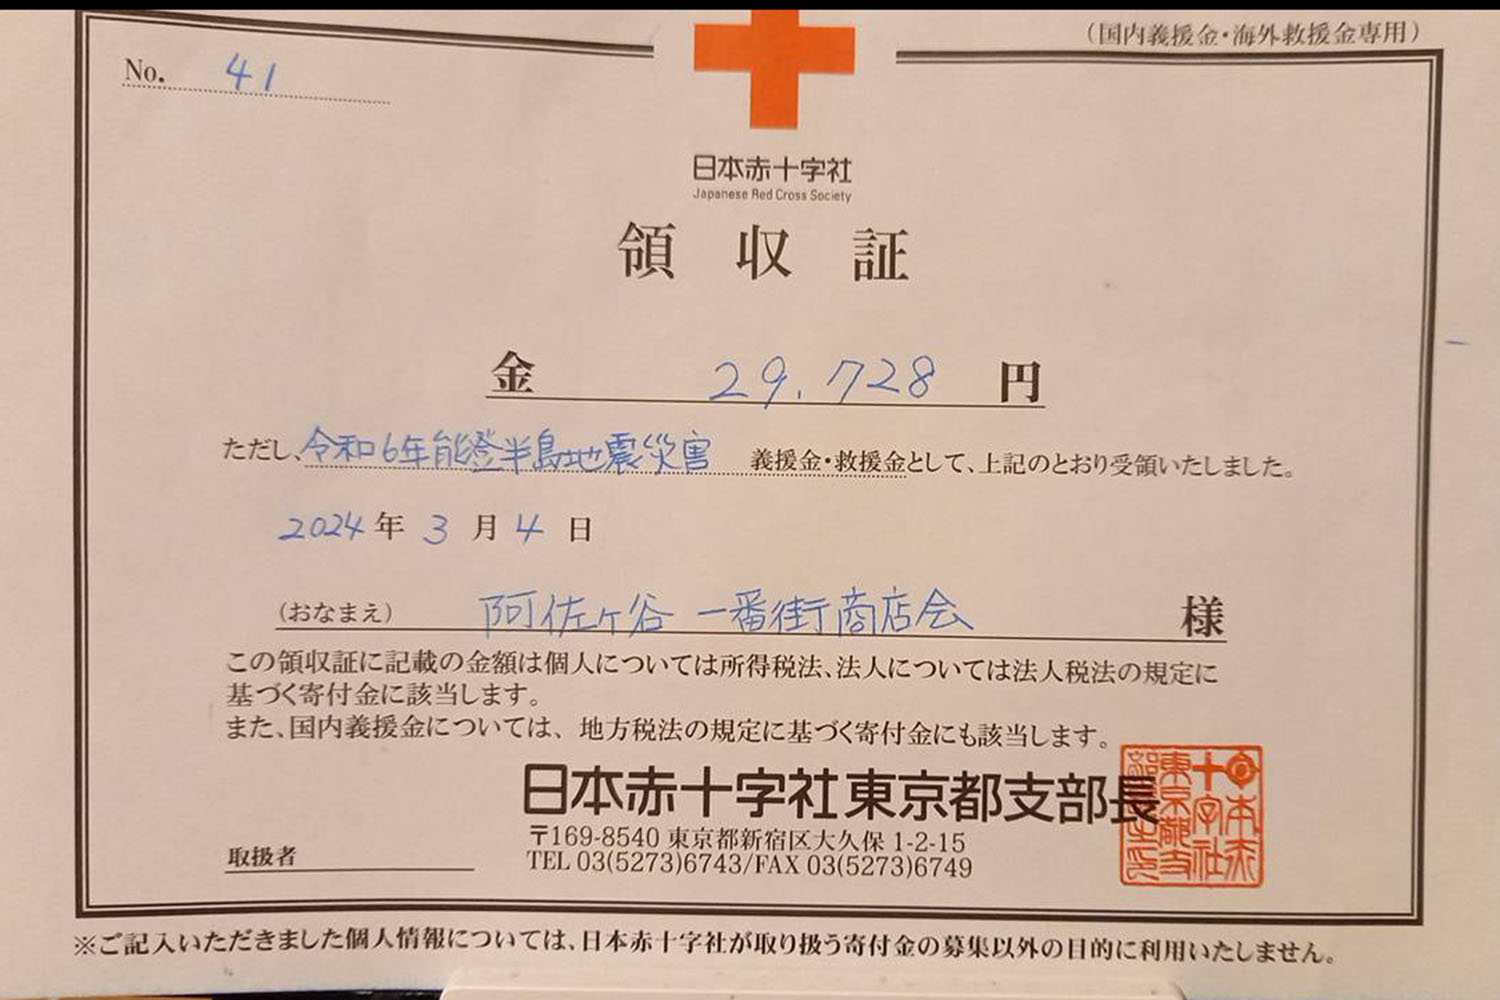 （国内義援金・海外救援金専用）
No. 41
日本赤十字社
Japanese Red Cross Society
領収証
金 29.728 円
ただし、令和6年能登半島地震災害 義援金・救援金として、上記のとおり受領いたしました。
2024年3月4日
（おなまえ） 阿佐ヶ谷 一番街商店会 様
この領収証に記載の金額は個人については所得税法、法人については法人税法の規定に
基づく寄付金に該当します。
また、国内義援金については、地方税法の規定に基づく寄付金にも該当します。
日本赤十字社東京都支部長
〒169-8540 東京都新宿区大久保 1-2-15
取扱者
TEL 03(5273)6743/FAX 03(5273)6749
※ご記入いただきました個人情報については、日本赤十字社が取り扱う寄付金の募集以外の目的に利用いたしません。